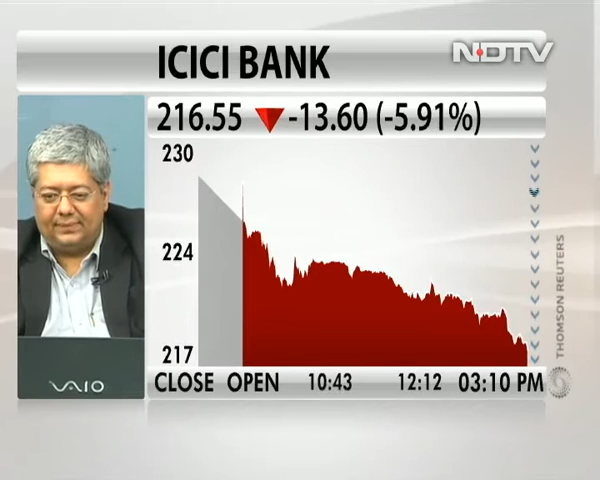 ICICI BANK
NDTV
216.55 -13.60 (-5.91%)
230
224
217
CLOSE OPEN 10:43 12:12 03:10 PM
THOMSON REUTERS
VAIO